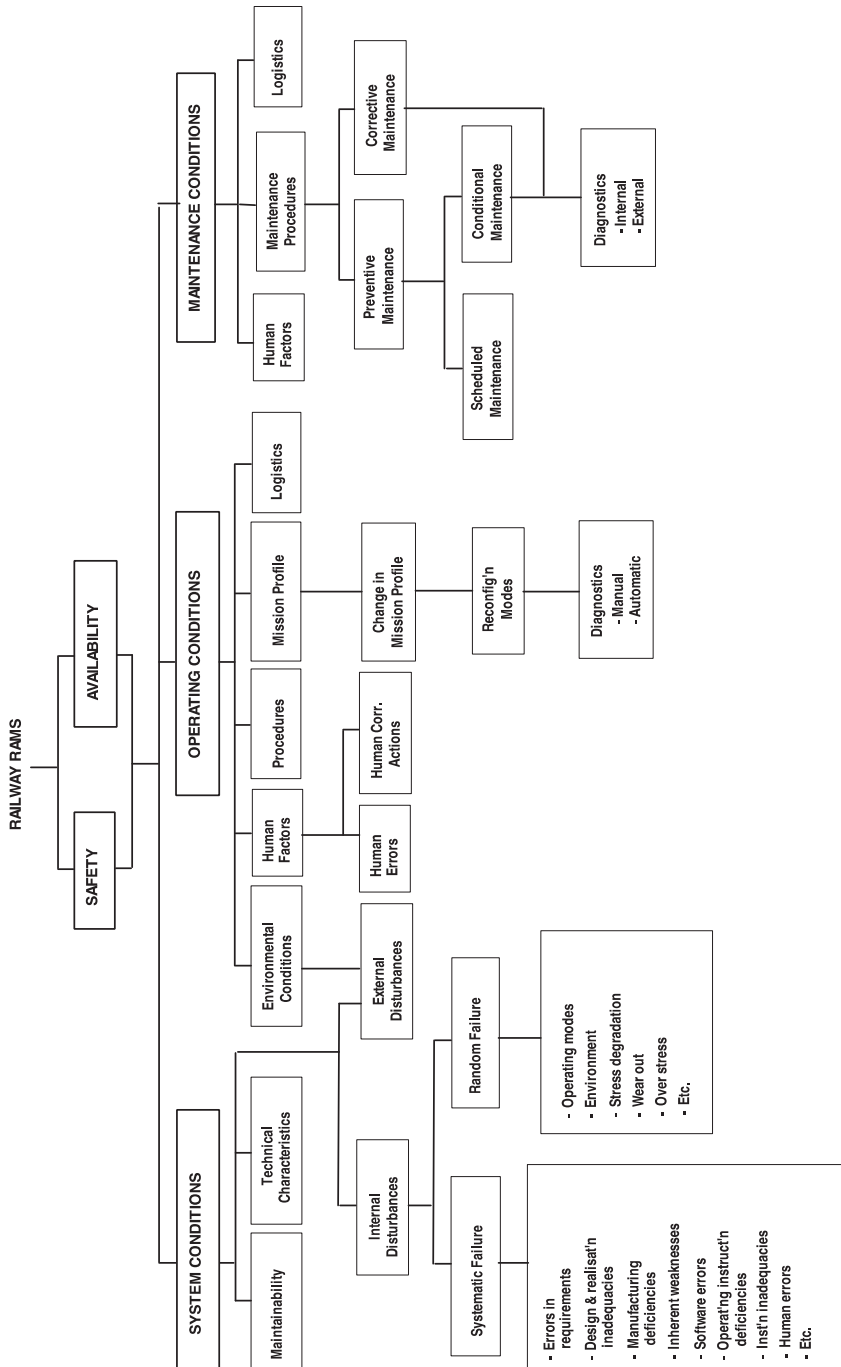 RAILWAY RAMS
SAFETY
AVAILABILITY
SYSTEM CONDITIONS
OPERATING CONDITIONS
MAINTENANCE CONDITIONS
Maintainability
Technical
Characteristics
Environmental
Conditions
Human
Factors
Procedures
Mission Profile
Logistics
Human
Factors
Maintenance
Procedures
Logistics
Internal
Disturbances
External
Disturbances
Human
Errors
Human Corr.
Actions
Change in
Mission Profile
Preventive
Maintenance
Corrective
Maintenance
Systematic Failure
Random Failure
Reconfig'n
Modes
Scheduled
Maintenance
Conditional
Maintenance
- Errors in
requirements
- Design & realisat'n
inadequacies
- Manufacturing
deficiencies
- Inherent weaknesses
- Software errors
- Operat'ng instruct'n
deficiencies
- Inst'n inadequacies
- Human errors
- Etc.
- Operating modes
- Environment
- Stress degradation
- Wear out
- Over stress
- Etc.
Diagnostics
- Manual
- Automatic
Diagnostics
- Internal
- External